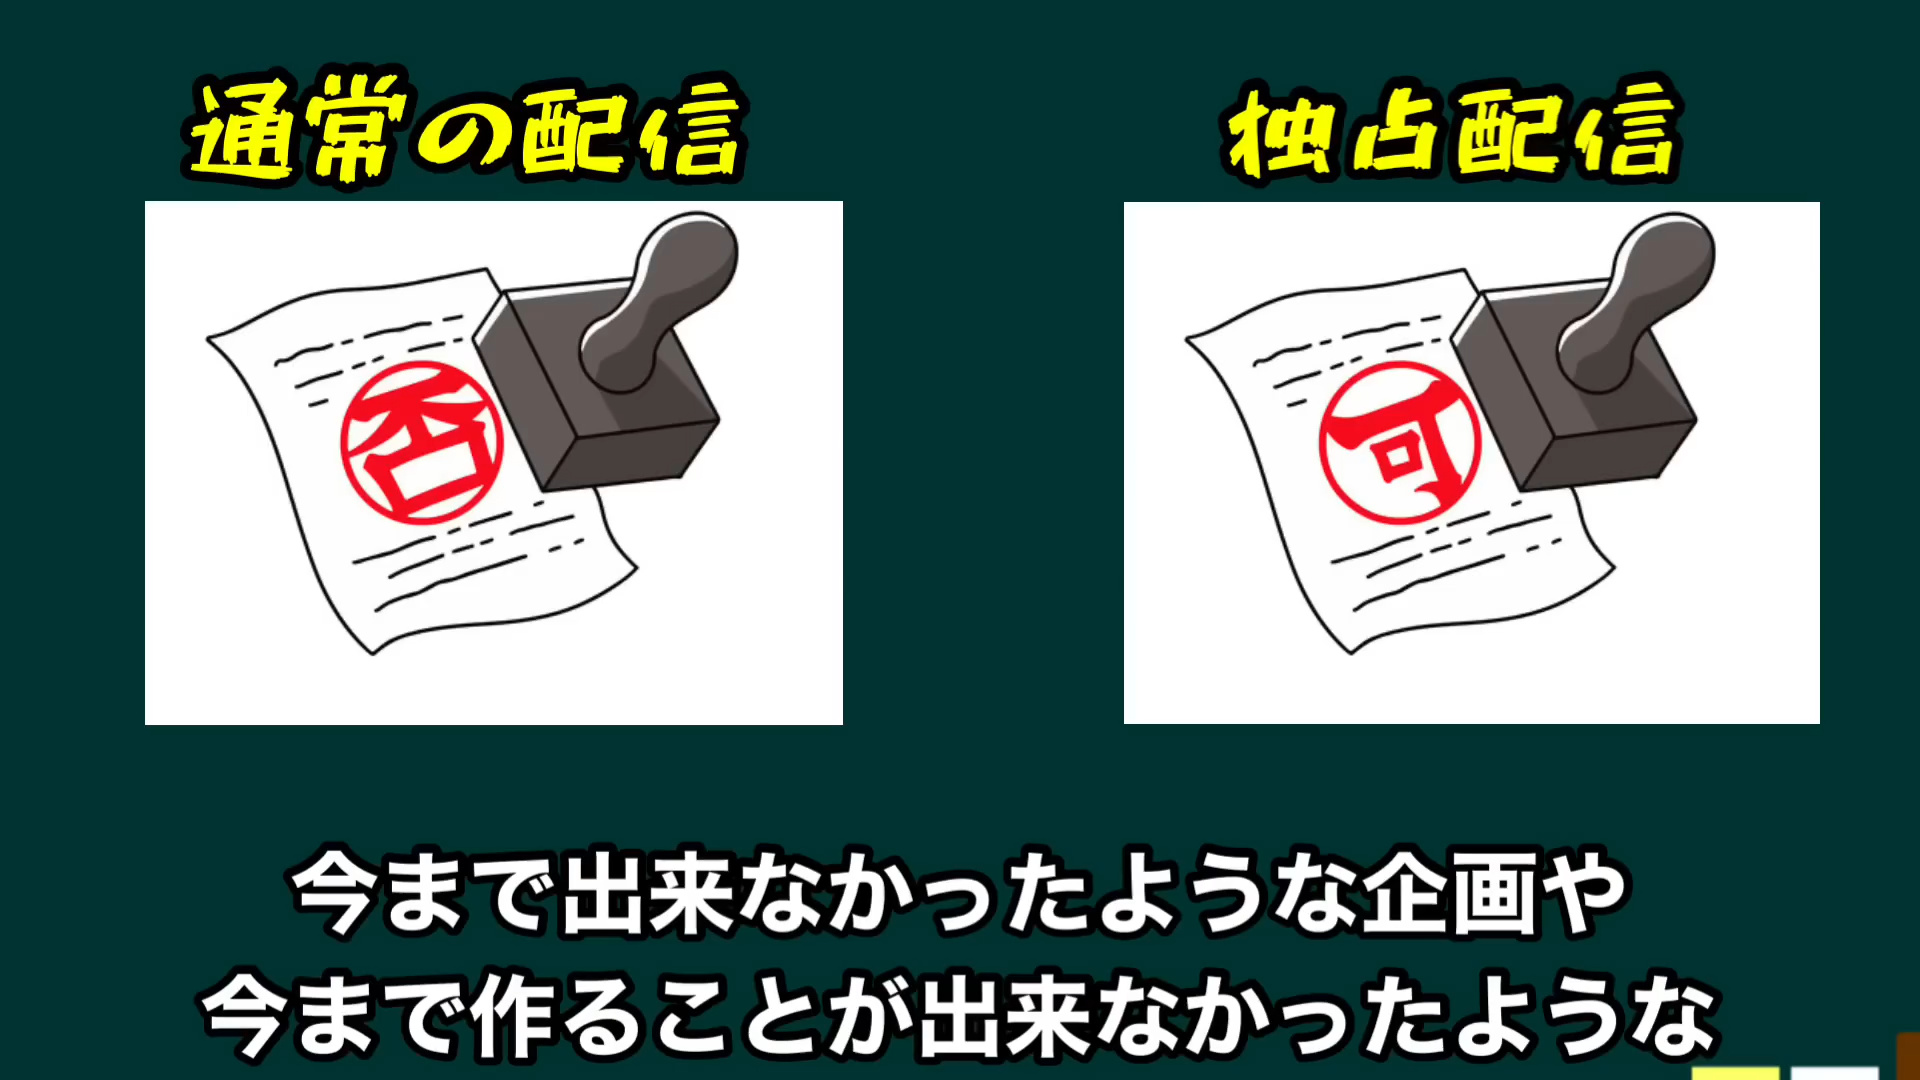 通常の配信
独占配信
否
可
今まで出来なかったような企画や
今まで作ることが出来なかったような